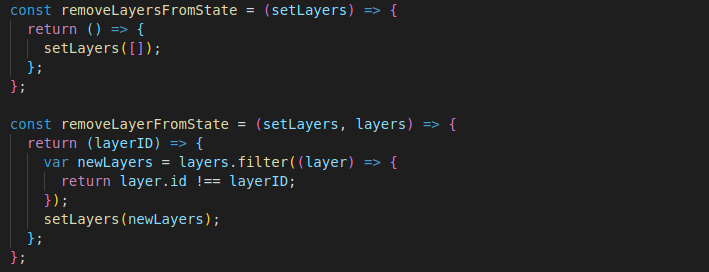 const removeLayersFromState = (setLayers) => {
  return () => {
    setLayers([]);
  };
};

const removeLayerFromState = (setLayers, layers) => {
  return (layerID) => {
    var newLayers = layers.filter((layer) => {
      return layer.id !== layerID;
    });
    setLayers(newLayers);
  };
};